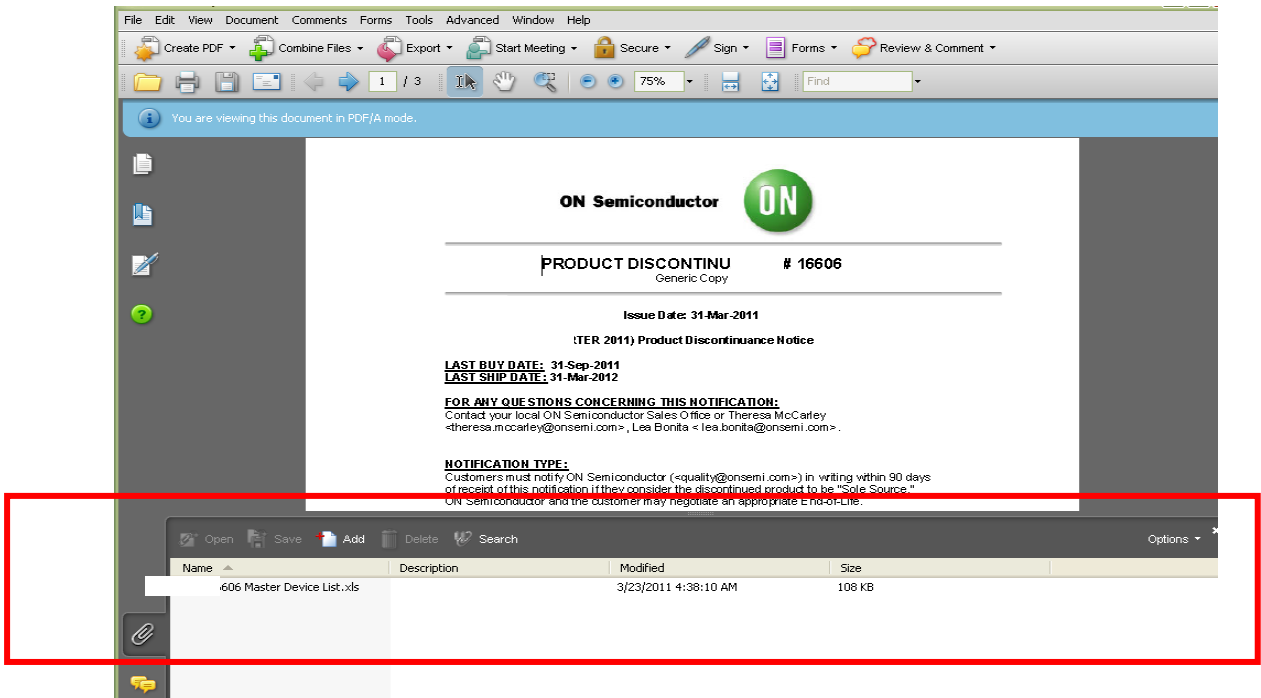 File Edit View Document Comments Forms Tools Advanced Window Help
Create PDF Combine Files Export Start Meeting Secure Sign Forms Review & Comment
1 / 3 75% Find
You are viewing this document in PDF/A mode.
ON Semiconductor ON
PRODUCT DISCONTINU # 16606
Generic Copy
Issue Date: 31-Mar-2011
TER 2011) Product Discontinuance Notice
LAST BUY DATE: 31-Sep-2011
LAST SHIP DATE: 31-Mar-2012
FOR ANY QUESTIONS CONCERNING THIS NOTIFICATION:
Contact your local ON Semiconductor Sales Office or Theresa McCarley
<theresa.mccarley@onsemi.com>, Lea Bonita < lea.bonita@onsemi.com>.
NOTIFICATION TYPE:
Customers must notify ON Semiconductor (<quality@onsemi.com>) in writing within 90 days
of receipt of this notification if they consider the discontinued product to be "Sole Source."
ON Semiconductor and the customer may negotiate an appropriate End-of-Life.
Open Save Add Delete Search Options
Name Description Modified Size
606 Master Device List.xls 3/23/2011 4:38:10 AM 108 KB